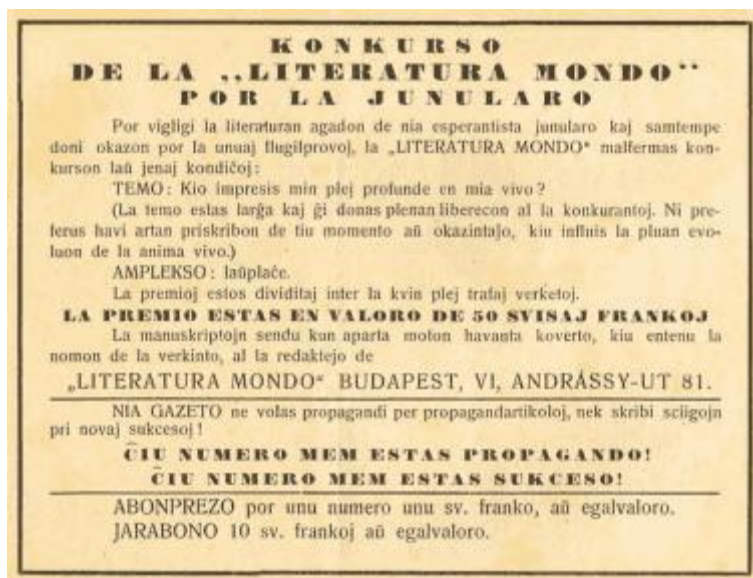 KONKURSO
DE LA „LITERATURA MONDO“
POR LA JUNULARO
Por vigligi la literaturan agadon de nia esperantista junularo kaj samtempe
doni okazon por la unuaj flugilprovoj, la „LITERATURA MONDO“ malfermas kon-
kurson laŭ jenaj kondiĉoj:
TEMO: Kio impresis min plej profunde en mia vivo?
(La temo estas larĝa kaj ĝi donas plenan liberecon al la konkurantoj. Ni pre-
ferus havi artan priskribon de tiu momento aŭ okazintaĵo, kiu influis la pluan evo-
luon de la anima vivo.)
AMPLEKSO: laŭplaĉe.
La premioj estos dividitaj inter la kvin plej trafaj verketoj.
LA PREMIO ESTAS EN VALORO DE 50 SVISAJ FRANKOJ
La manuskriptojn sendu kun aparta moton havanta koverto, kiu entenu la
nomon de la verkinto, al la redaktejo de
„LITERATURA MONDO“ BUDAPEST, VI, ANDRÁSSY-UT 81.
NIA GAZETO ne volas propagandi per propagandartikoloj, nek skribi sciigojn
pri novaj sukcesoj!
ĈIU NUMERO MEM ESTAS PROPAGANDO!
ĈIU NUMERO MEM ESTAS SUKCESO!
ABONPREZO por unu numero unu sv. franko, aŭ egalvaloro.
JARABONO 10 sv. frankoj aŭ egalvaloro.